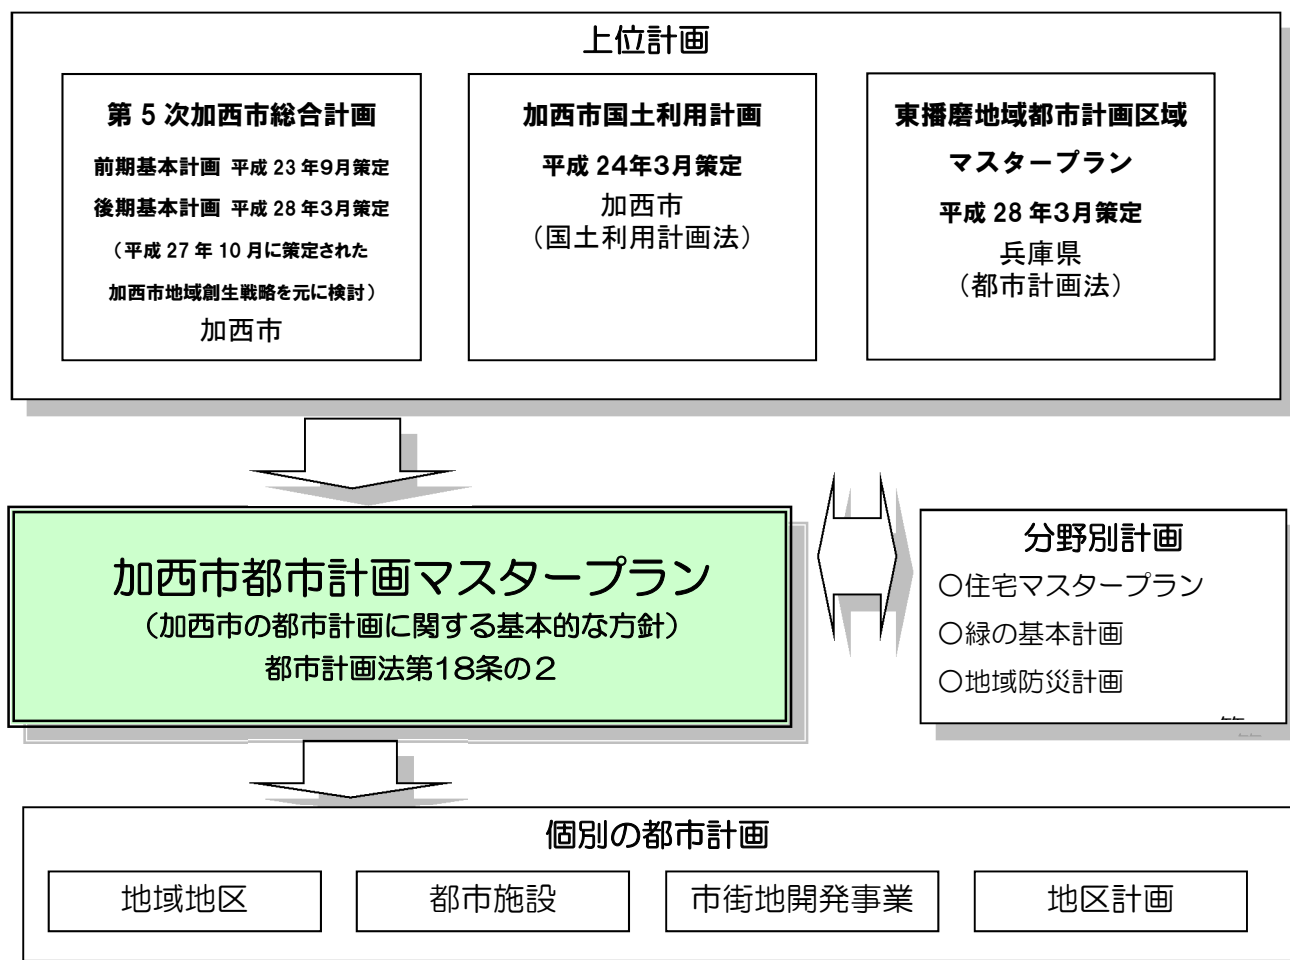 上位計画
第 5 次加西市総合計画
前期基本計画 平成 23 年9月策定
後期基本計画 平成 28 年3月策定
（平成 27 年 10 月に策定された
加西市地域創生戦略を元に検討）
加西市
加西市国土利用計画
平成 24年3月策定
加西市
（国土利用計画法）
東播磨地域都市計画区域
マスタープラン
平成 28 年3月策定
兵庫県
（都市計画法）
加西市都市計画マスタープラン
（加西市の都市計画に関する基本的な方針）
都市計画法第18条の2
分野別計画
○住宅マスタープラン
○緑の基本計画
○地域防災計画
個別の都市計画
地域地区
都市施設
市街地開発事業
地区計画